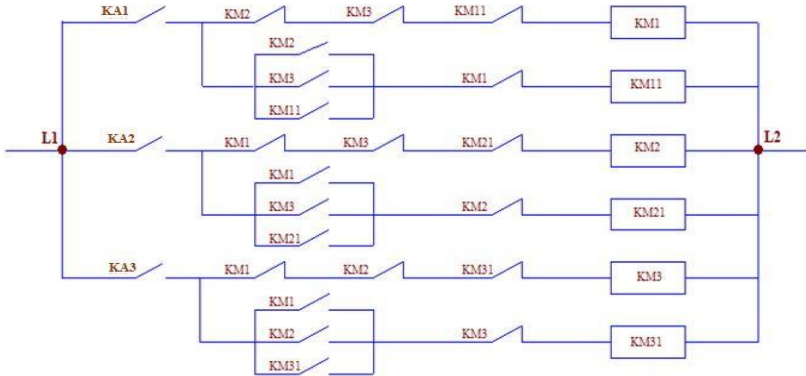 KA1 KM2 KM3 KM11 KM1
KM2
KM3 KM1 KM11
KM11
L1 KA2 KM1 KM3 KM21 KM2 L2
KM1
KM3 KM2 KM21
KM21
KA3 KM1 KM2 KM31 KM3
KM1
KM2 KM3 KM31
KM31